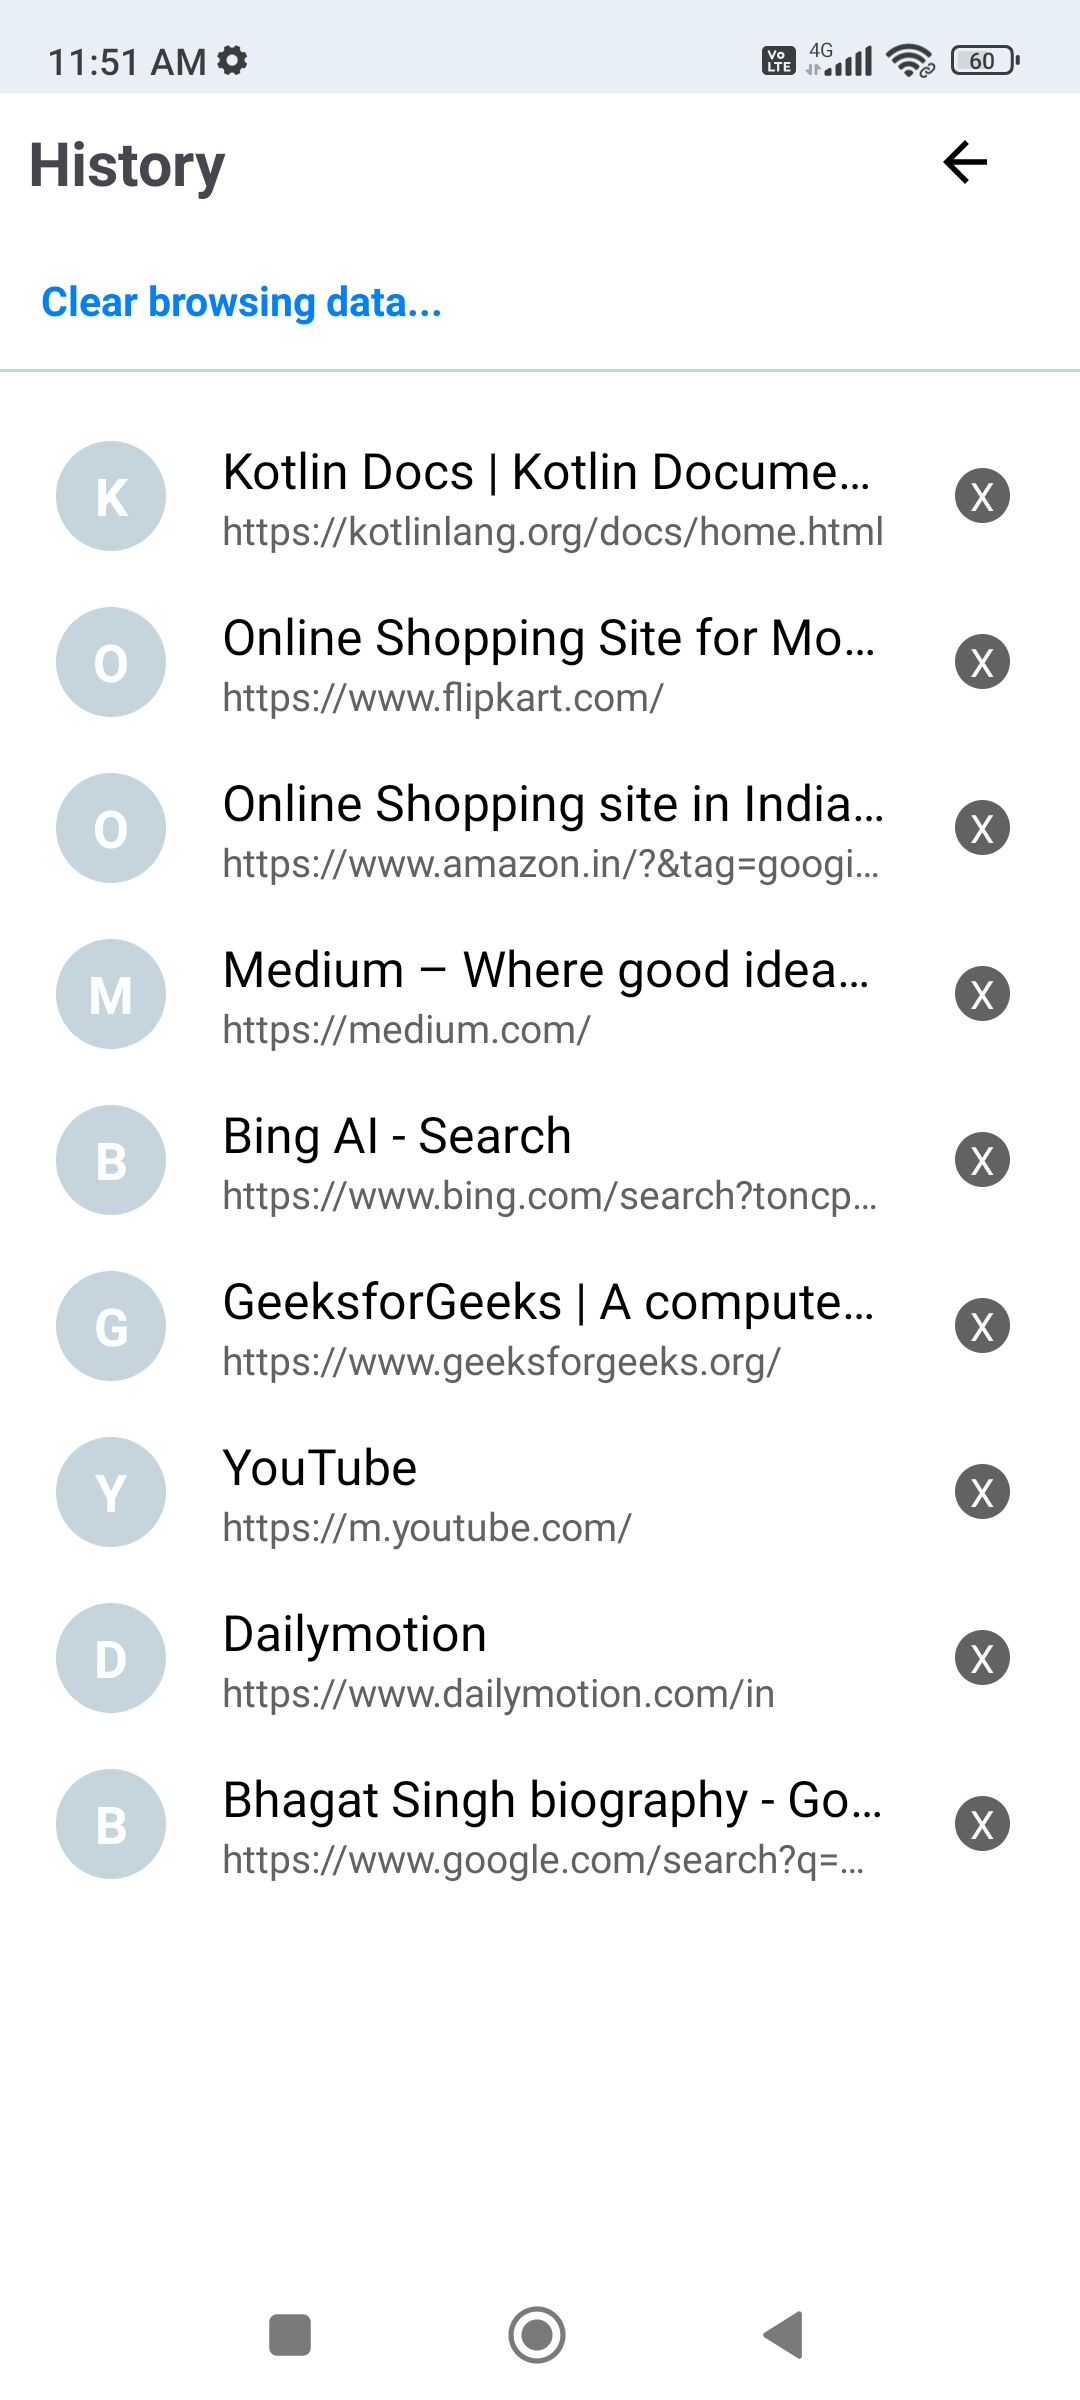 11:51 AM
Vo LTE 4G 60
History
Clear browsing data...
K
Kotlin Docs | Kotlin Docume...
https://kotlinlang.org/docs/home.html
X
O
Online Shopping Site for Mo...
https://www.flipkart.com/
X
O
Online Shopping site in India...
https://www.amazon.in/?&tag=googi...
X
M
Medium – Where good idea...
https://medium.com/
X
B
Bing AI - Search
https://www.bing.com/search?toncp...
X
G
GeeksforGeeks | A compute...
https://www.geeksforgeeks.org/
X
Y
YouTube
https://m.youtube.com/
X
D
Dailymotion
https://www.dailymotion.com/in
X
B
Bhagat Singh biography - Go...
https://www.google.com/search?q=...
X